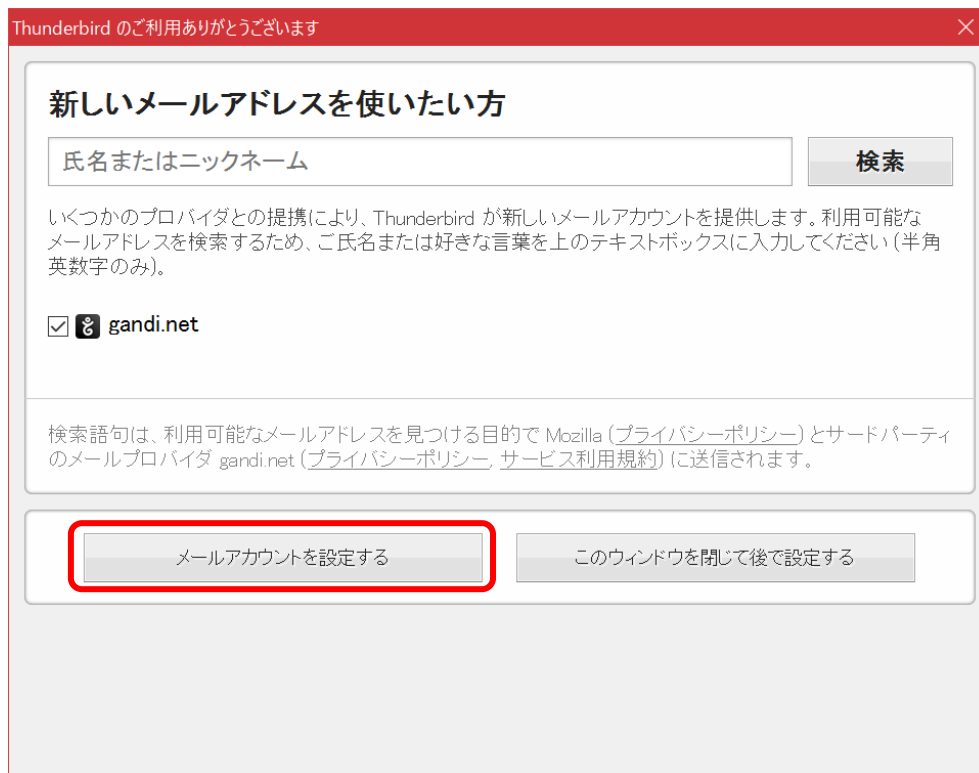 Thunderbird のご利用ありがとうございます
新しいメールアドレスを使いたい方
氏名またはニックネーム
検索
いくつかのプロバイダとの提携により、Thunderbird が新しいメールアカウントを提供します。利用可能な
メールアドレスを検索するため、ご氏名または好きな言葉を上のテキストボックスに入力してください (半角
英数字のみ)。
gandi.net
検索語句は、利用可能なメールアドレスを見つける目的で Mozilla (プライバシーポリシー) とサードパーティ
のメールプロバイダ gandi.net (プライバシーポリシー, サービス利用規約) に送信されます。
メールアカウントを設定する
このウィンドウを閉じて後で設定する